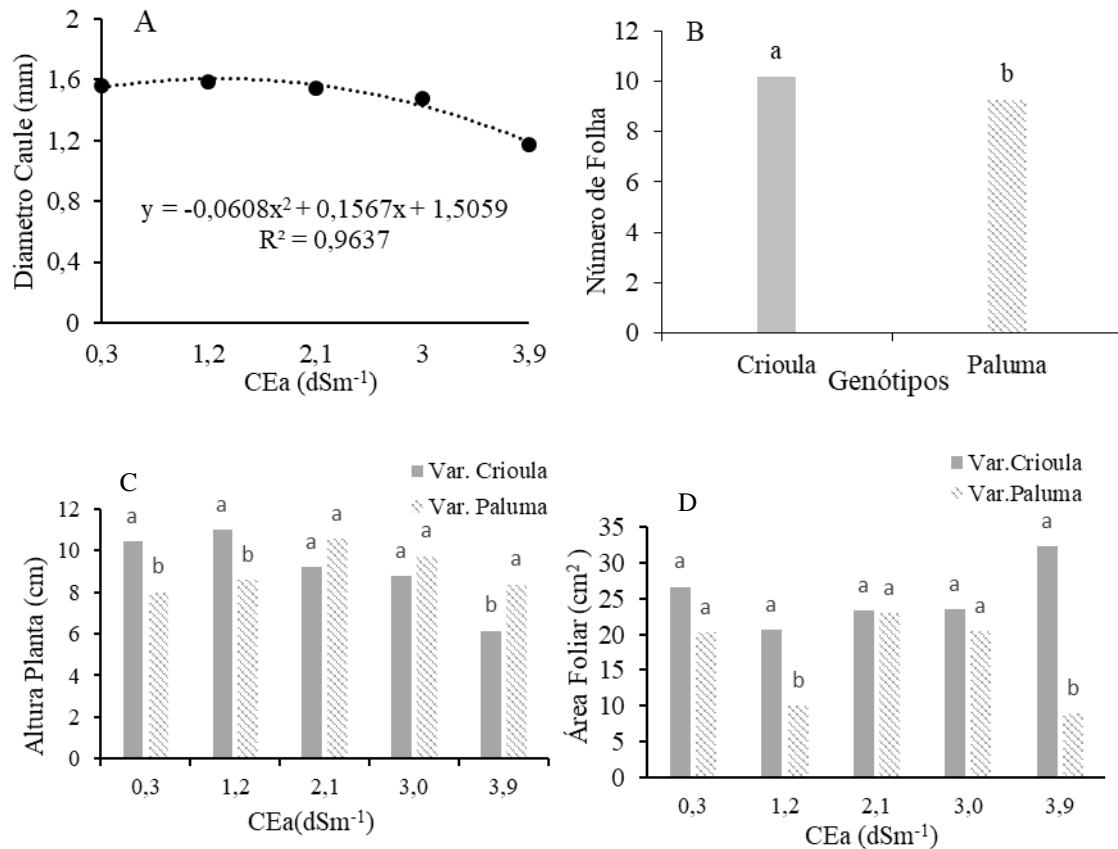 A
Diametro Caule (mm)
2
1,6
1,2
0,8
0,4
0
y = -0,0608x² + 0,1567x + 1,5059
R² = 0,9637
0,3 1,2 2,1 3 3,9
CEa (dSm⁻¹)
B
Número de Folha
12
10
8
6
4
2
0
a b
Crioula Paluma
Genótipos
C
Var. Crioula
Var. Paluma
Altura Planta (cm)
12
10
8
6
4
2
0
a b a b a a a a b a
0,3 1,2 2,1 3,0 3,9
CEa(dSm⁻¹)
D
Var.Crioula
Var.Paluma
Área Foliar (cm²)
35
30
25
20
15
10
5
0
a a a b a a a a a b
0,3 1,2 2,1 3,0 3,9
CEa (dSm⁻¹)